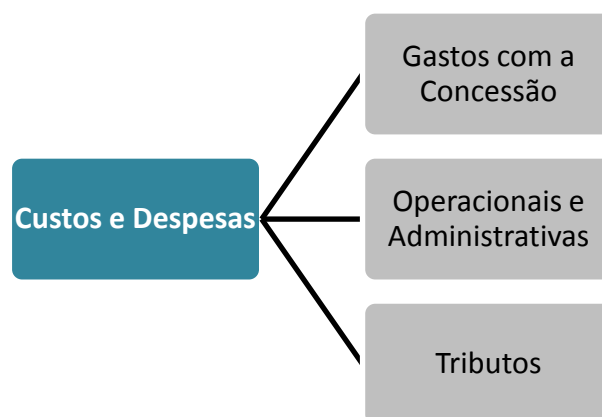 Gastos com a
Concessão
Custos e Despesas
Operacionais e
Administrativas
Tributos